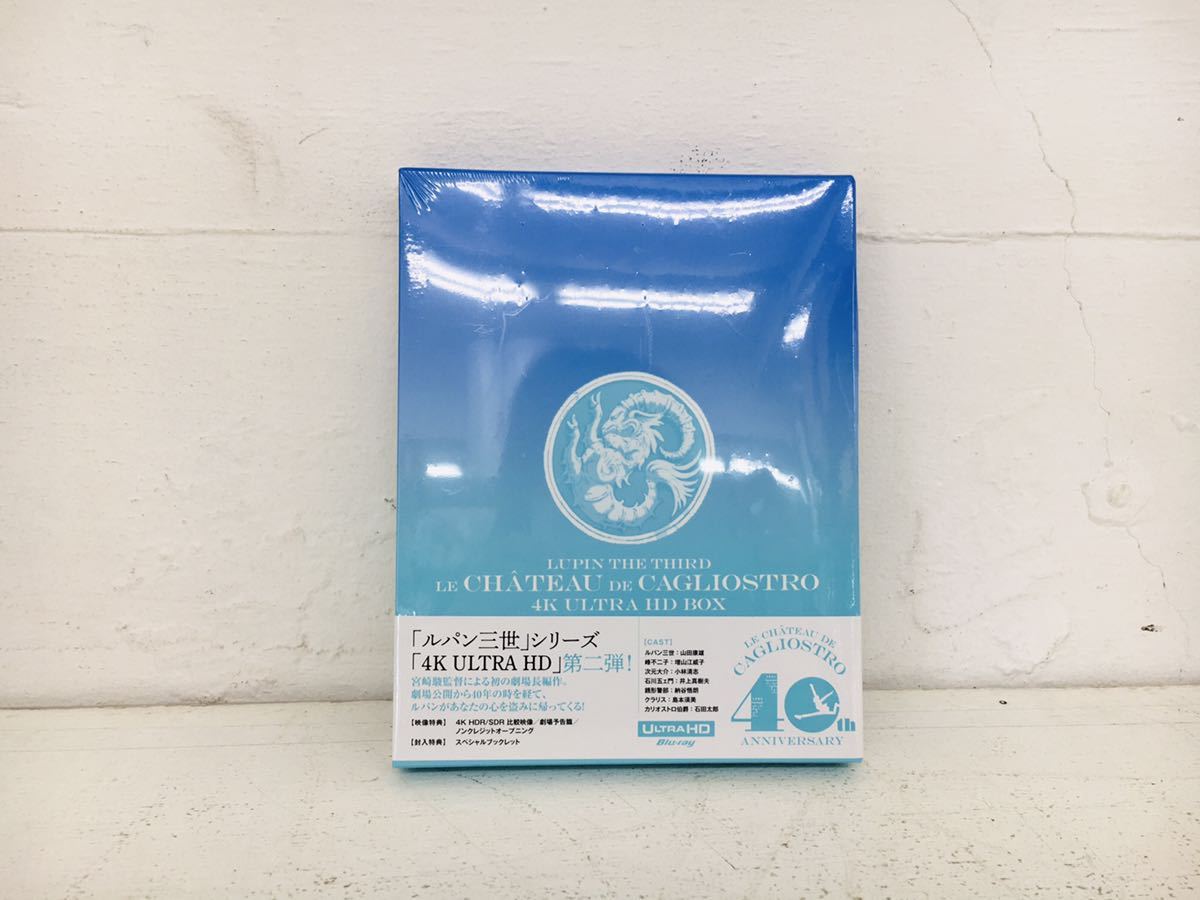 LUPIN THE THIRD
LE CHÂTEAU DE CAGLIOSTRO
4K ULTRA HD BOX
「ルパン三世」シリーズ
「4K ULTRA HD」第二弾!
宮崎駿監督による初の劇場長編作。
劇場公開から40年の時を経て、
ルパンがあなたの心を盗みに帰ってくる!
【映像特典】 4K HDR/SDR 比較映像/劇場予告篇/
ノンクレジットオープニング
【封入特典】 スペシャルブックレット
[CAST]
ルパン三世:山田康雄
峰不二子:増山江威子
次元大介:小林清志
石川五ェ門:井上真樹夫
銭形警部:納谷悟朗
クラリス:島本須美
カリオストロ伯爵:石田太郎
ULTRA HD
Blu-ray
LE CHÂTEAU DE
CAGLIOSTRO
40th
ANNIVERSARY